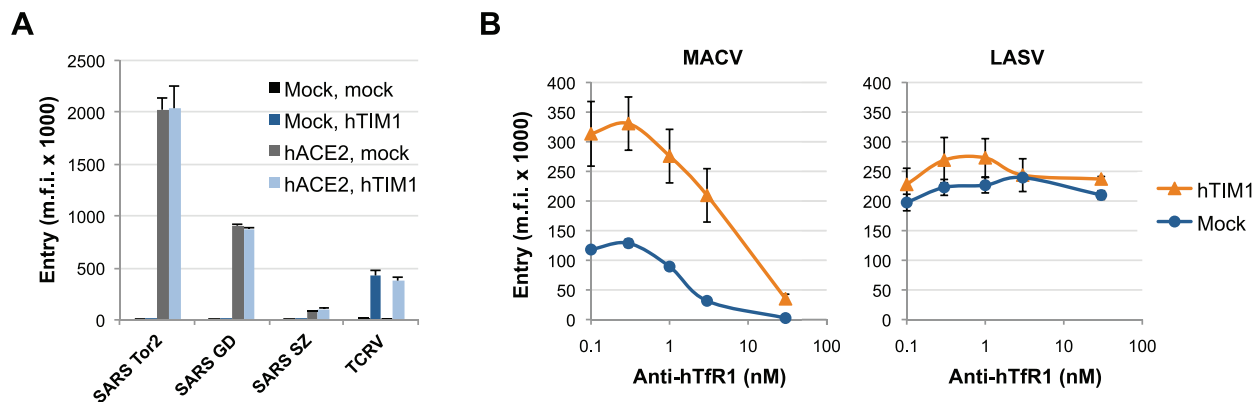 A
Entry (m.f.i. x 1000)
2500
2000
1500
1000
500
0
Mock, mock
Mock, hTIM1
hACE2, mock
hACE2, hTIM1
SARS Tor2
SARS GD
SARS SZ
TCRV
B
MACV
Entry (m.f.i. x 1000)
400
350
300
250
200
150
100
50
0
0.1
1
10
100
Anti-hTfR1 (nM)
LASV
400
350
300
250
200
150
100
50
0
0.1
1
10
100
Anti-hTfR1 (nM)
hTIM1
Mock